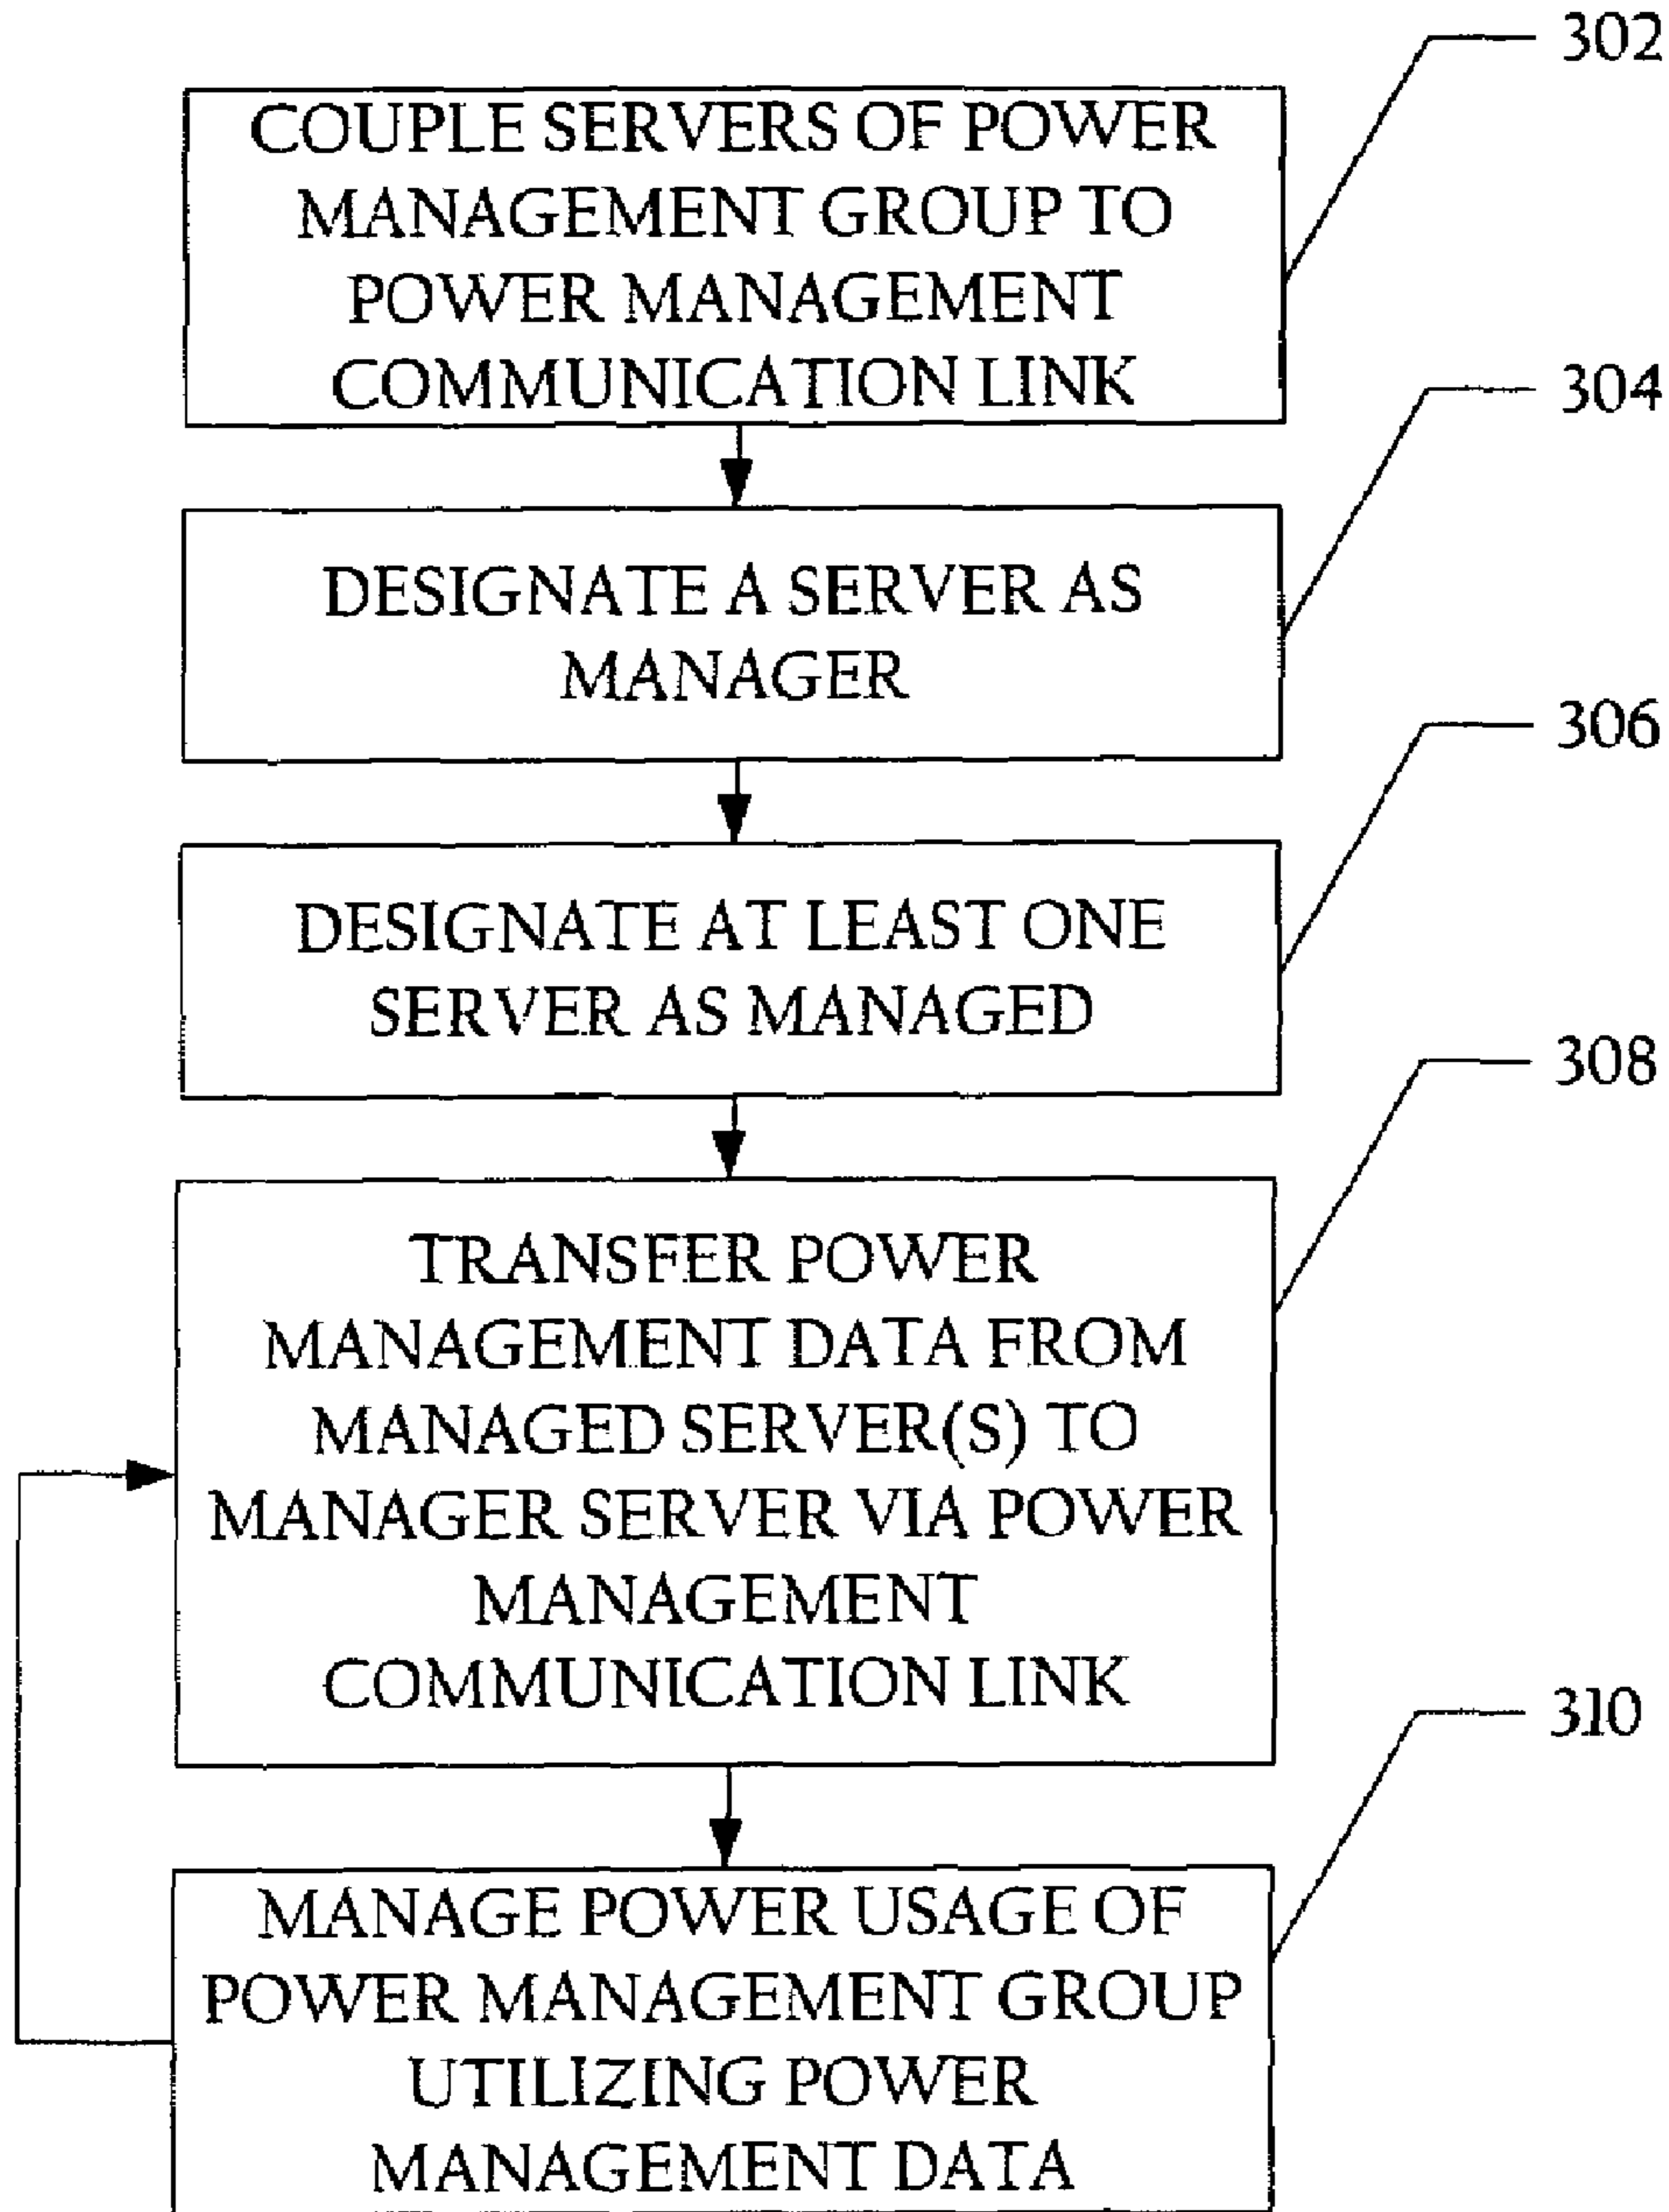 302
COUPLE SERVERS OF POWER
MANAGEMENT GROUP TO
POWER MANAGEMENT
COMMUNICATION LINK
304
DESIGNATE A SERVER AS
MANAGER
306
DESIGNATE AT LEAST ONE
SERVER AS MANAGED
308
TRANSFER POWER
MANAGEMENT DATA FROM
MANAGED SERVER(S) TO
MANAGER SERVER VIA POWER
MANAGEMENT
COMMUNICATION LINK
310
MANAGE POWER USAGE OF
POWER MANAGEMENT GROUP
UTILIZING POWER
MANAGEMENT DATA